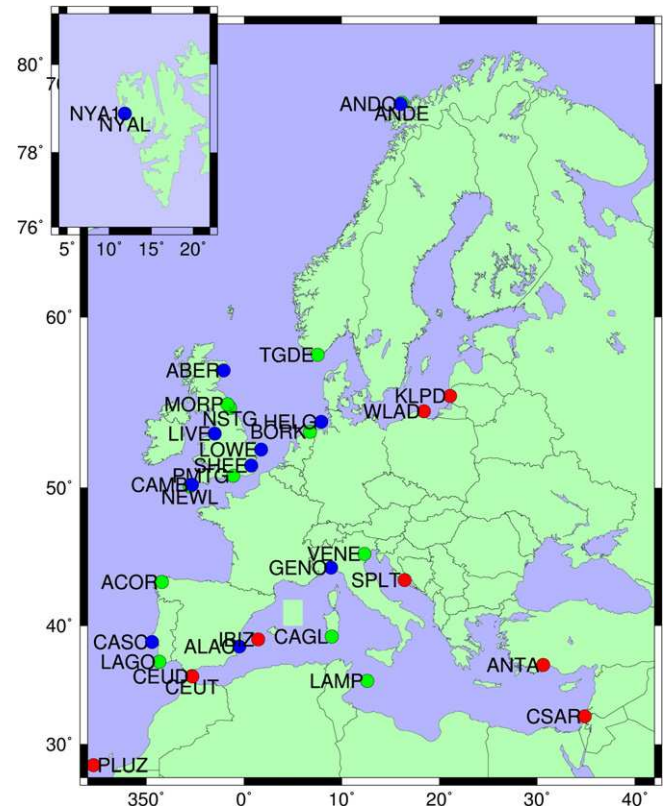 80˚
70
78˚
76˚
5˚ 10˚ 15˚ 20˚
NYA1
NYAL
ANDO
ANDE
60˚
TGDE
ABER
KLPD
MORP
WLAD
NSTG
HELG
LIVE
BORK
LOWE
SHEE
PMTG
CAMB
50˚
NEWL
VENE
GENO
SPLT
ACOR
40˚
CASC
IBIZ
CAGL
ALAC
LAGO
ANTA
CEUD
CEUT
LAMP
CSAR
30˚
PLUZ
350 0˚ 10˚ 20˚ 30˚ 40˚